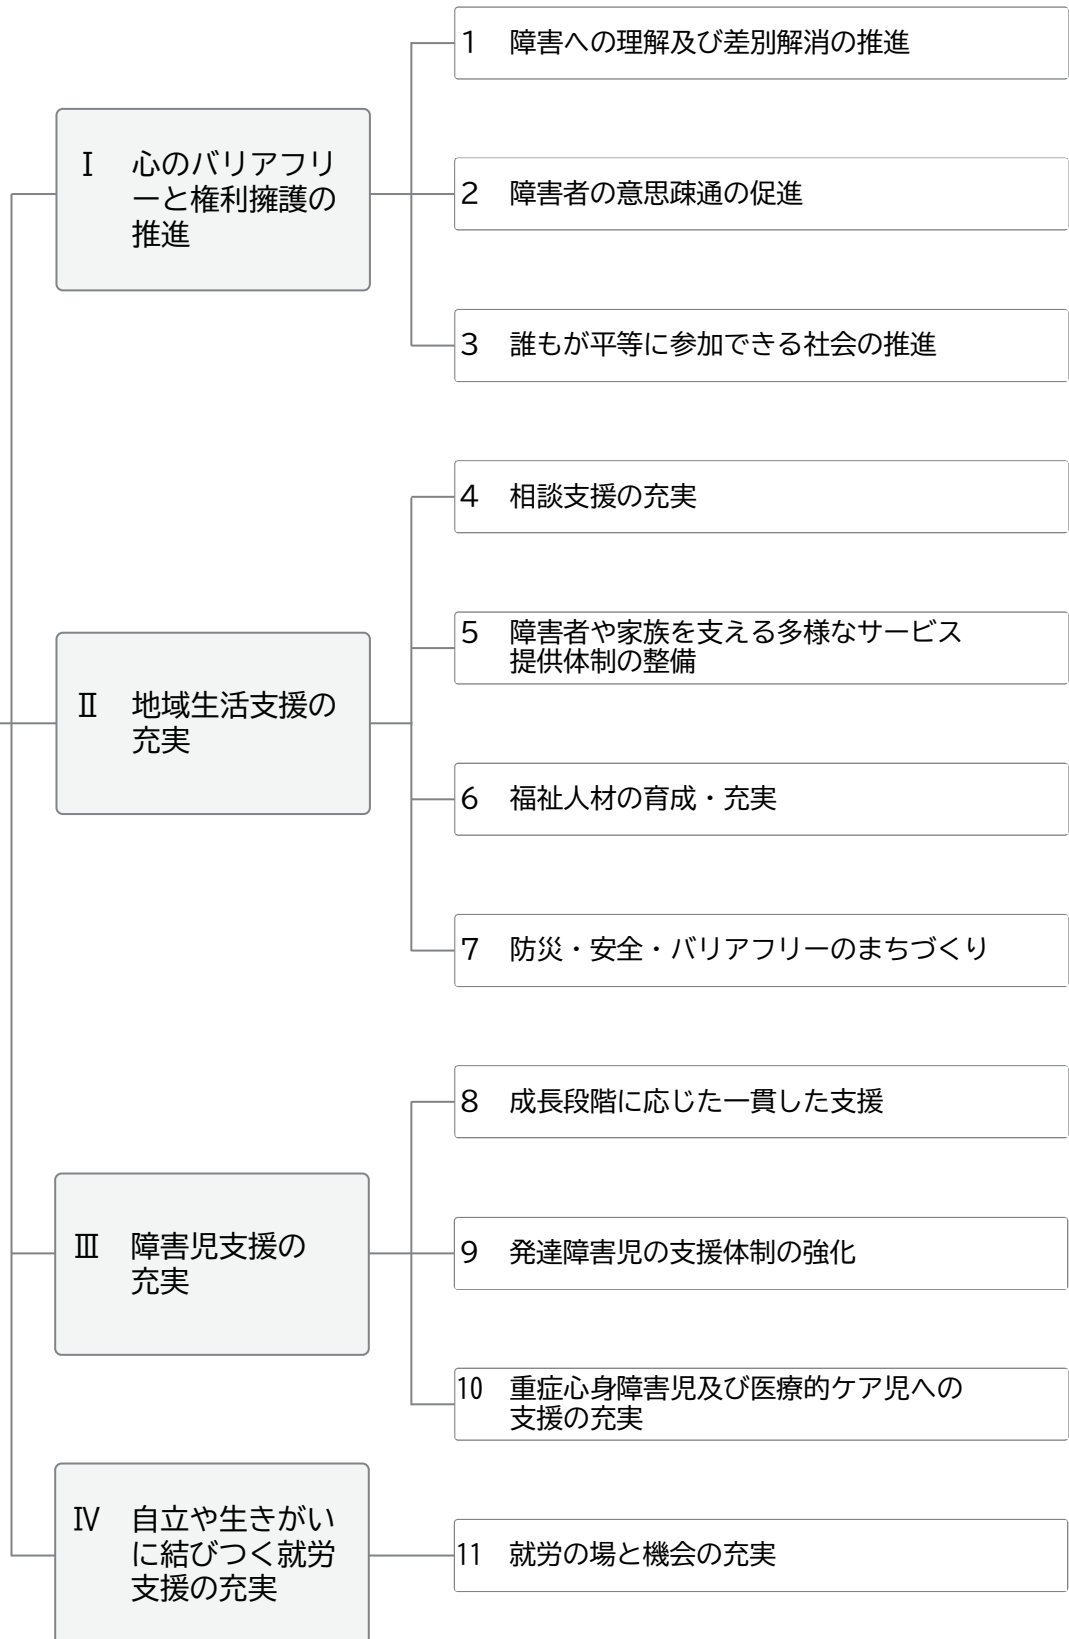 Ⅰ 心のバリアフリ
ーと権利擁護の
推進
1 障害への理解及び差別解消の推進
2 障害者の意思疎通の促進
3 誰もが平等に参加できる社会の推進
Ⅱ 地域生活支援の
充実
4 相談支援の充実
5 障害者や家族を支える多様なサービス
提供体制の整備
6 福祉人材の育成・充実
7 防災・安全・バリアフリーのまちづくり
Ⅲ 障害児支援の
充実
8 成長段階に応じた一貫した支援
9 発達障害児の支援体制の強化
10 重症心身障害児及び医療的ケア児への
支援の充実
Ⅳ 自立や生きがい
に結びつく就労
支援の充実
11 就労の場と機会の充実